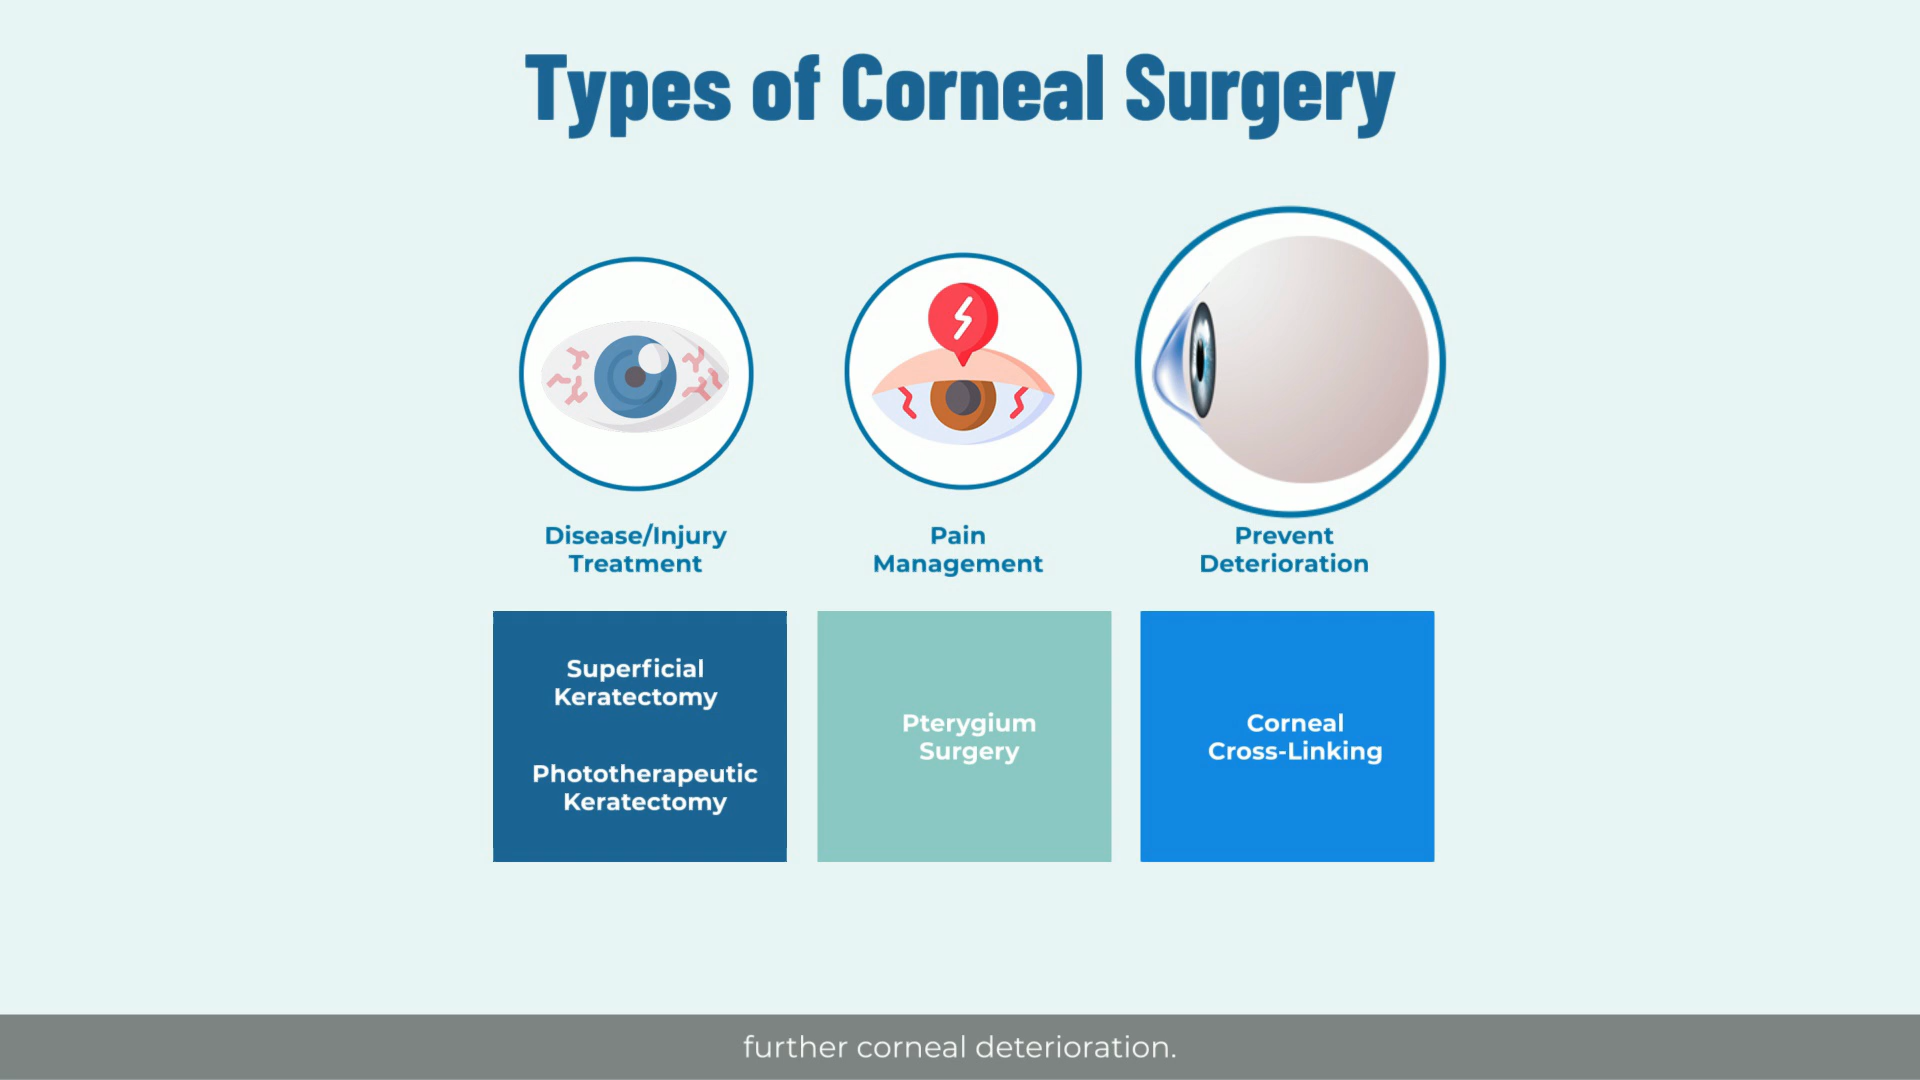 Types of Corneal Surgery
Disease/Injury
Treatment
Pain
Management
Prevent
Deterioration
Superficial
Keratectomy
Phototherapeutic
Keratectomy
Pterygium
Surgery
Corneal
Cross-Linking
further corneal deterioration.